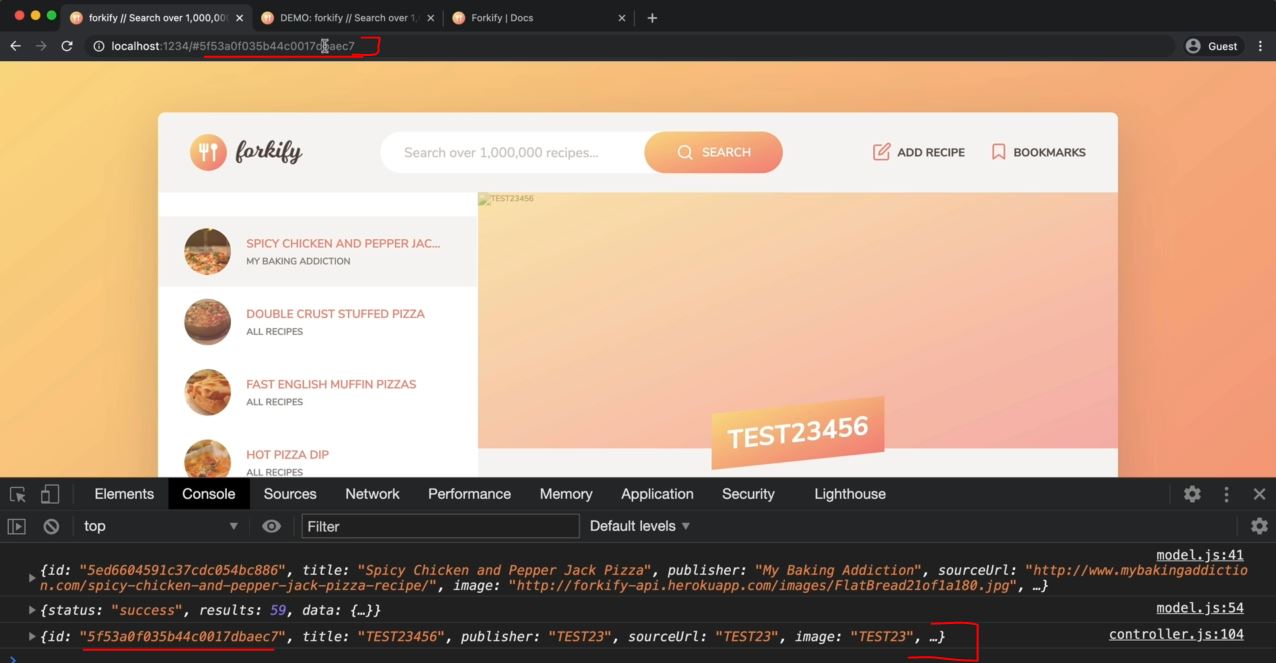 forkify // Search over 1,000,00
DEMO: forkify // Search over 1,
Forkify | Docs
localhost:1234/#5f53a0f035b44c0017dbaec7
Guest
forkify
Search over 1,000,000 recipes...
SEARCH
ADD RECIPE
BOOKMARKS
TEST23456
SPICY CHICKEN AND PEPPER JAC...
MY BAKING ADDICTION
DOUBLE CRUST STUFFED PIZZA
ALL RECIPES
FAST ENGLISH MUFFIN PIZZAS
ALL RECIPES
HOT PIZZA DIP
ALL RECIPES
TEST23456
Elements Console Sources Network Performance Memory Application Security Lighthouse
top Filter Default levels
model.js:41
{id: "5ed6604591c37cdc054bc886", title: "Spicy Chicken and Pepper Jack Pizza", publisher: "My Baking Addiction", sourceUrl: "http://www.mybakingaddictio
n.com/spicy-chicken-and-pepper-jack-pizza-recipe/", image: "http://forkify-api.herokuapp.com/images/FlatBread21of1a180.jpg", …}
{status: "success", results: 59, data: {…}} model.js:54
{id: "5f53a0f035b44c0017dbaec7", title: "TEST23456", publisher: "TEST23", sourceUrl: "TEST23", image: "TEST23", …} controller.js:104